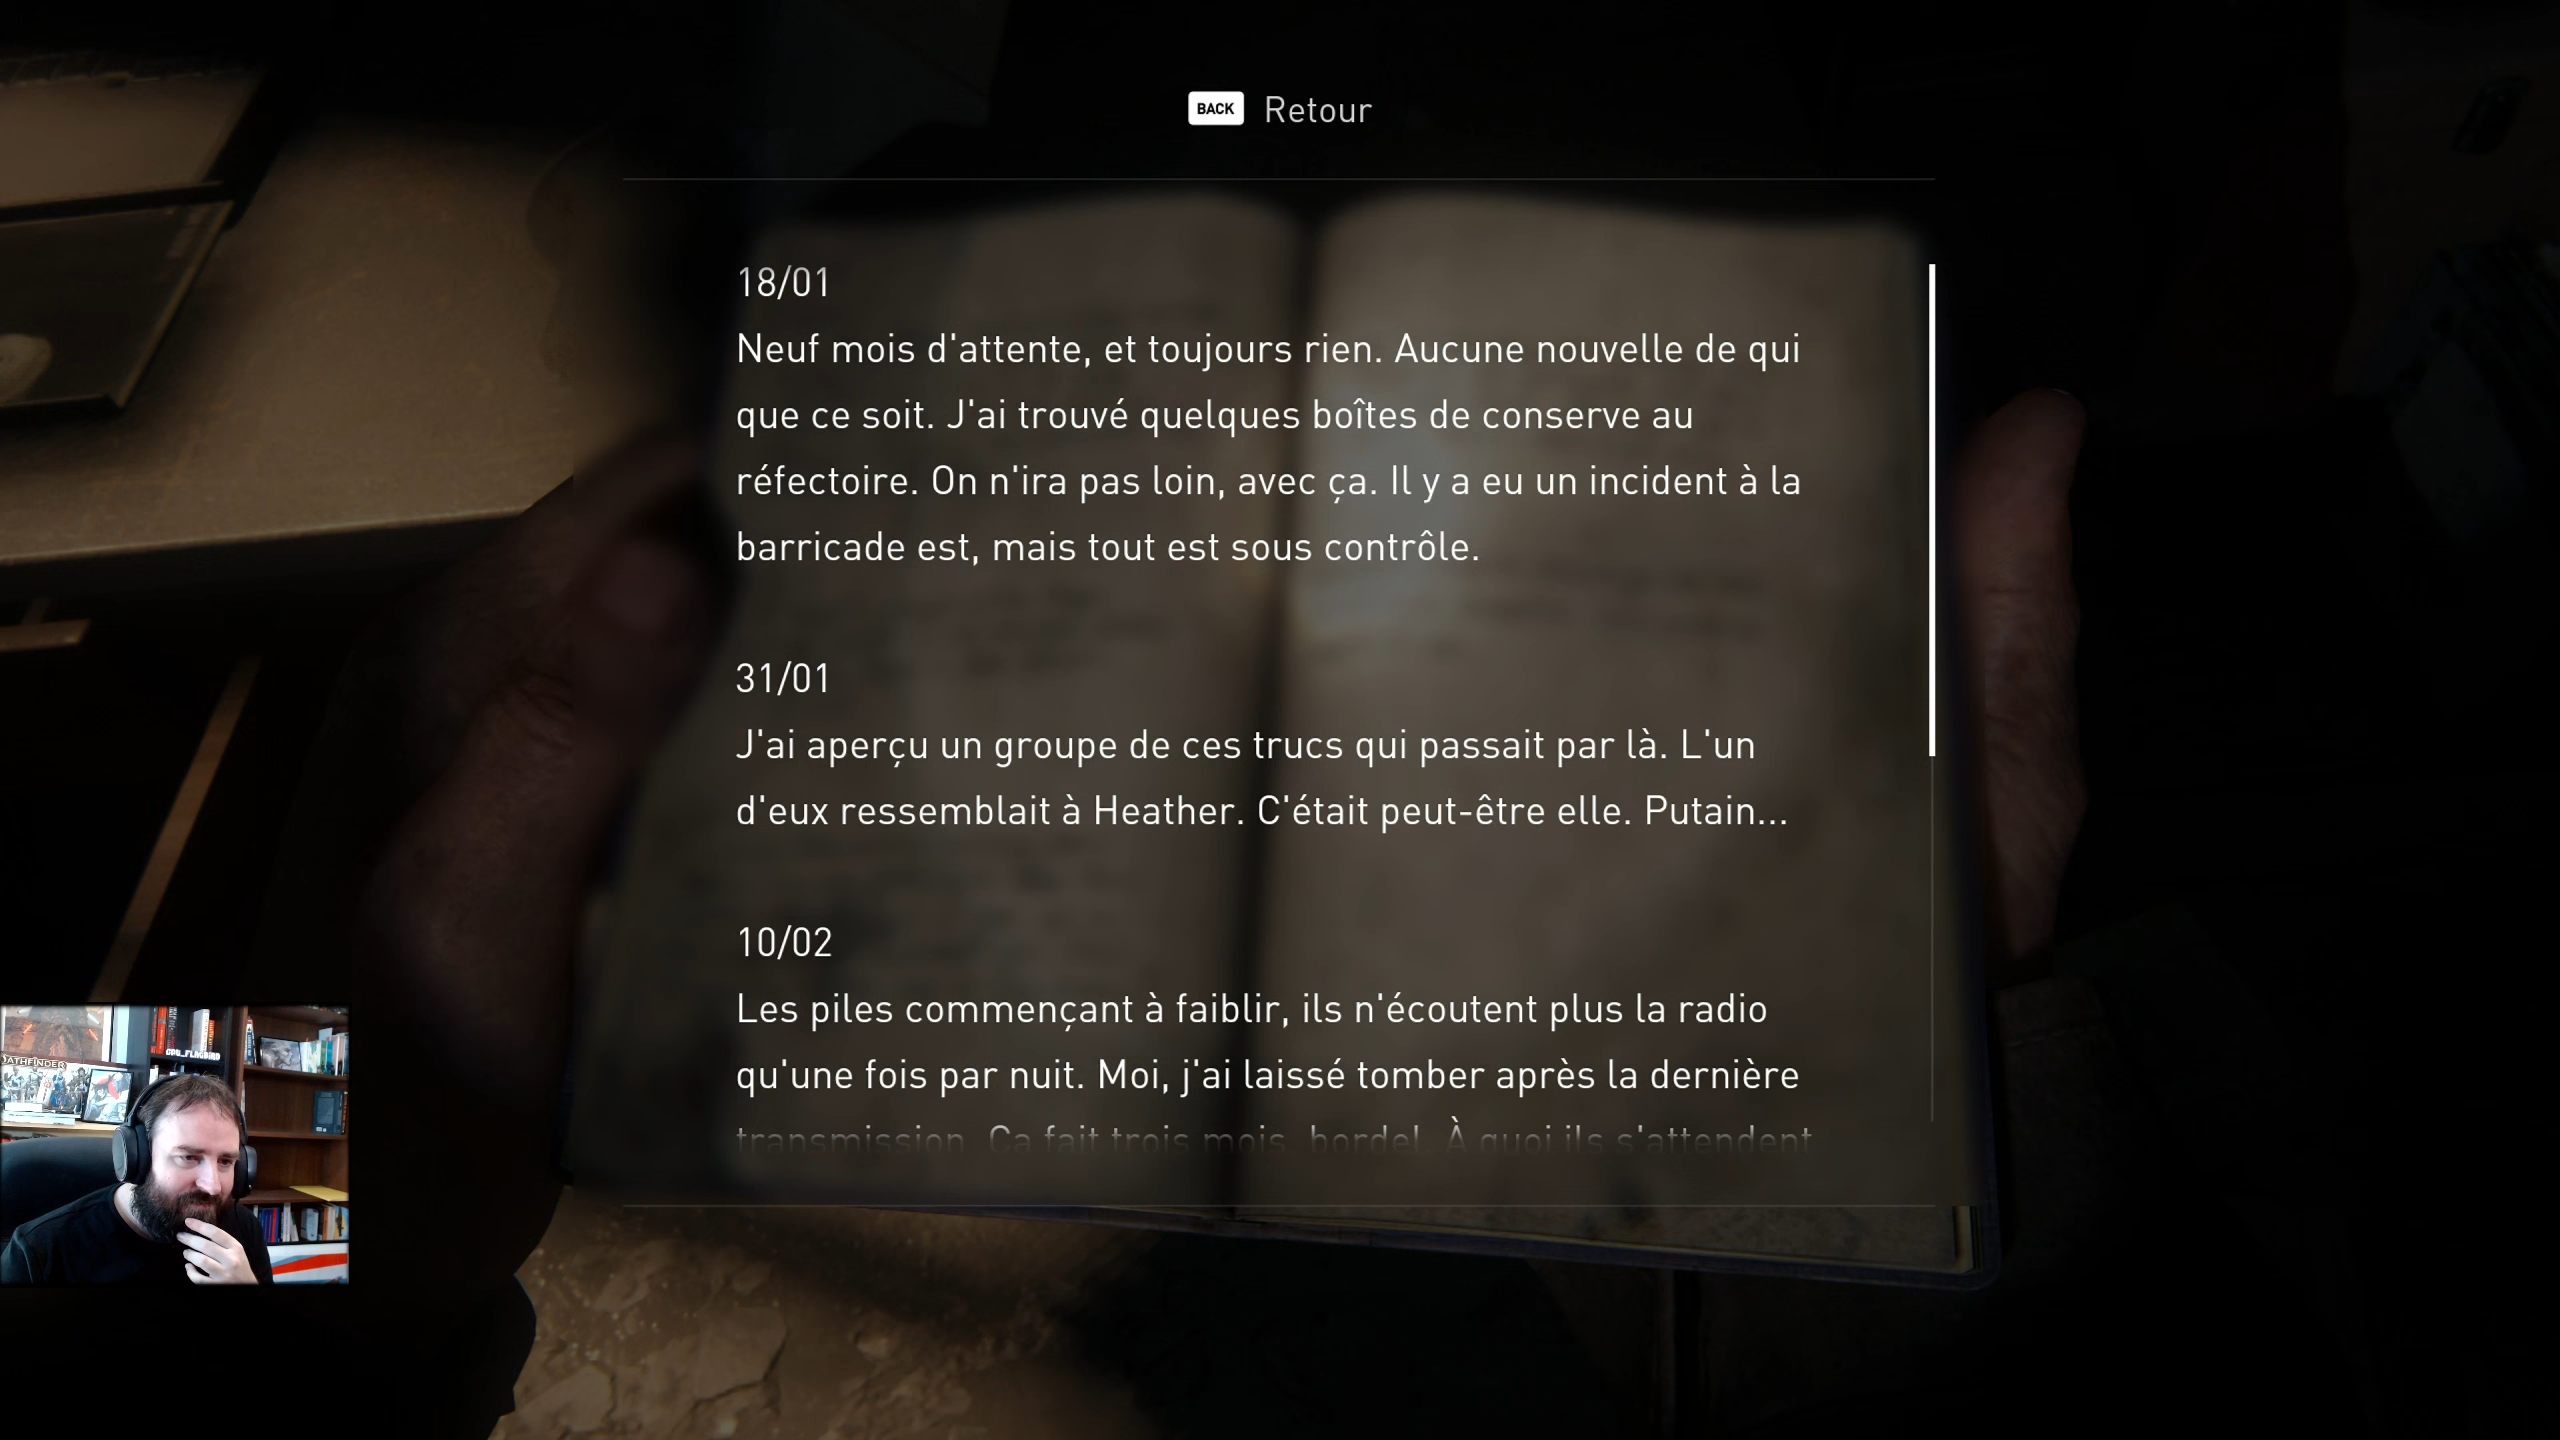 BACK Retour
18/01
Neuf mois d'attente, et toujours rien. Aucune nouvelle de qui
que ce soit. J'ai trouvé quelques boîtes de conserve au
réfectoire. On n'ira pas loin, avec ça. Il y a eu un incident à la
barricade est, mais tout est sous contrôle.
31/01
J'ai aperçu un groupe de ces trucs qui passait par là. L'un
d'eux ressemblait à Heather. C'était peut-être elle. Putain...
10/02
Les piles commençant à faiblir, ils n'écoutent plus la radio
qu'une fois par nuit. Moi, j'ai laissé tomber après la dernière
transmission. Ça fait trois mois, bordel. À quoi ils s'attendent
PATHFINDER